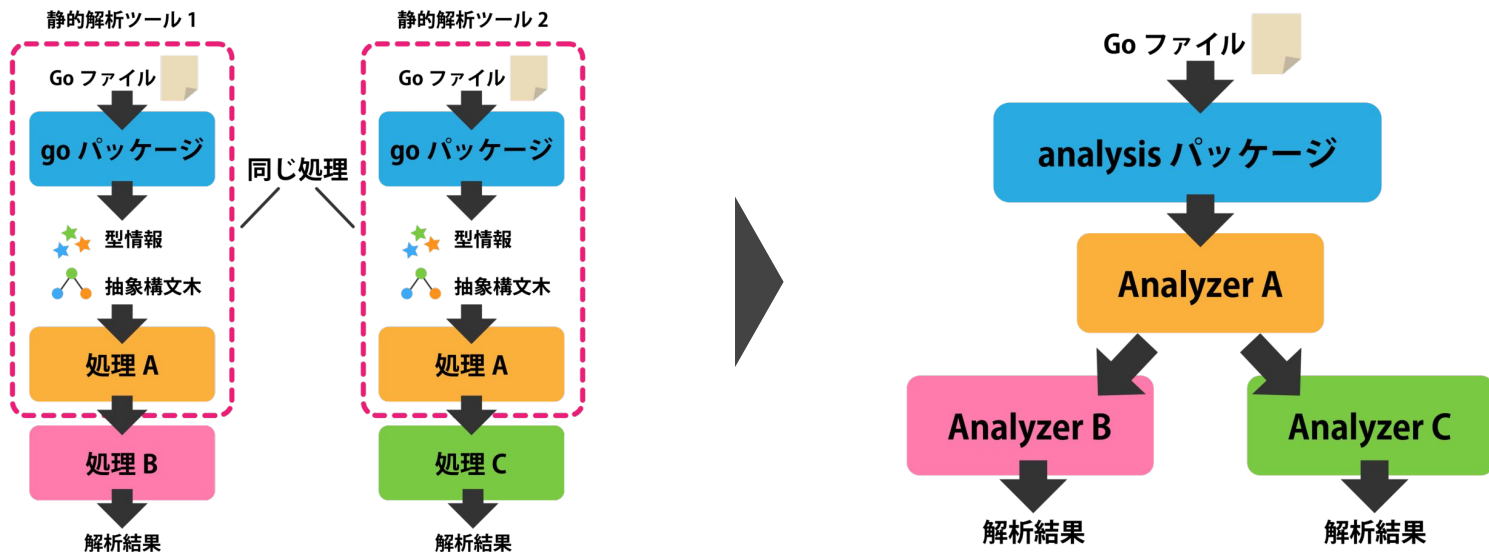 静的解析ツール 1
Go ファイル
go パッケージ
型情報
抽象構文木
処理 A
処理 B
解析結果
同じ処理
静的解析ツール 2
Go ファイル
go パッケージ
型情報
抽象構文木
処理 A
処理 C
解析結果
Go ファイル
analysis パッケージ
Analyzer A
Analyzer B
Analyzer C
解析結果
解析結果